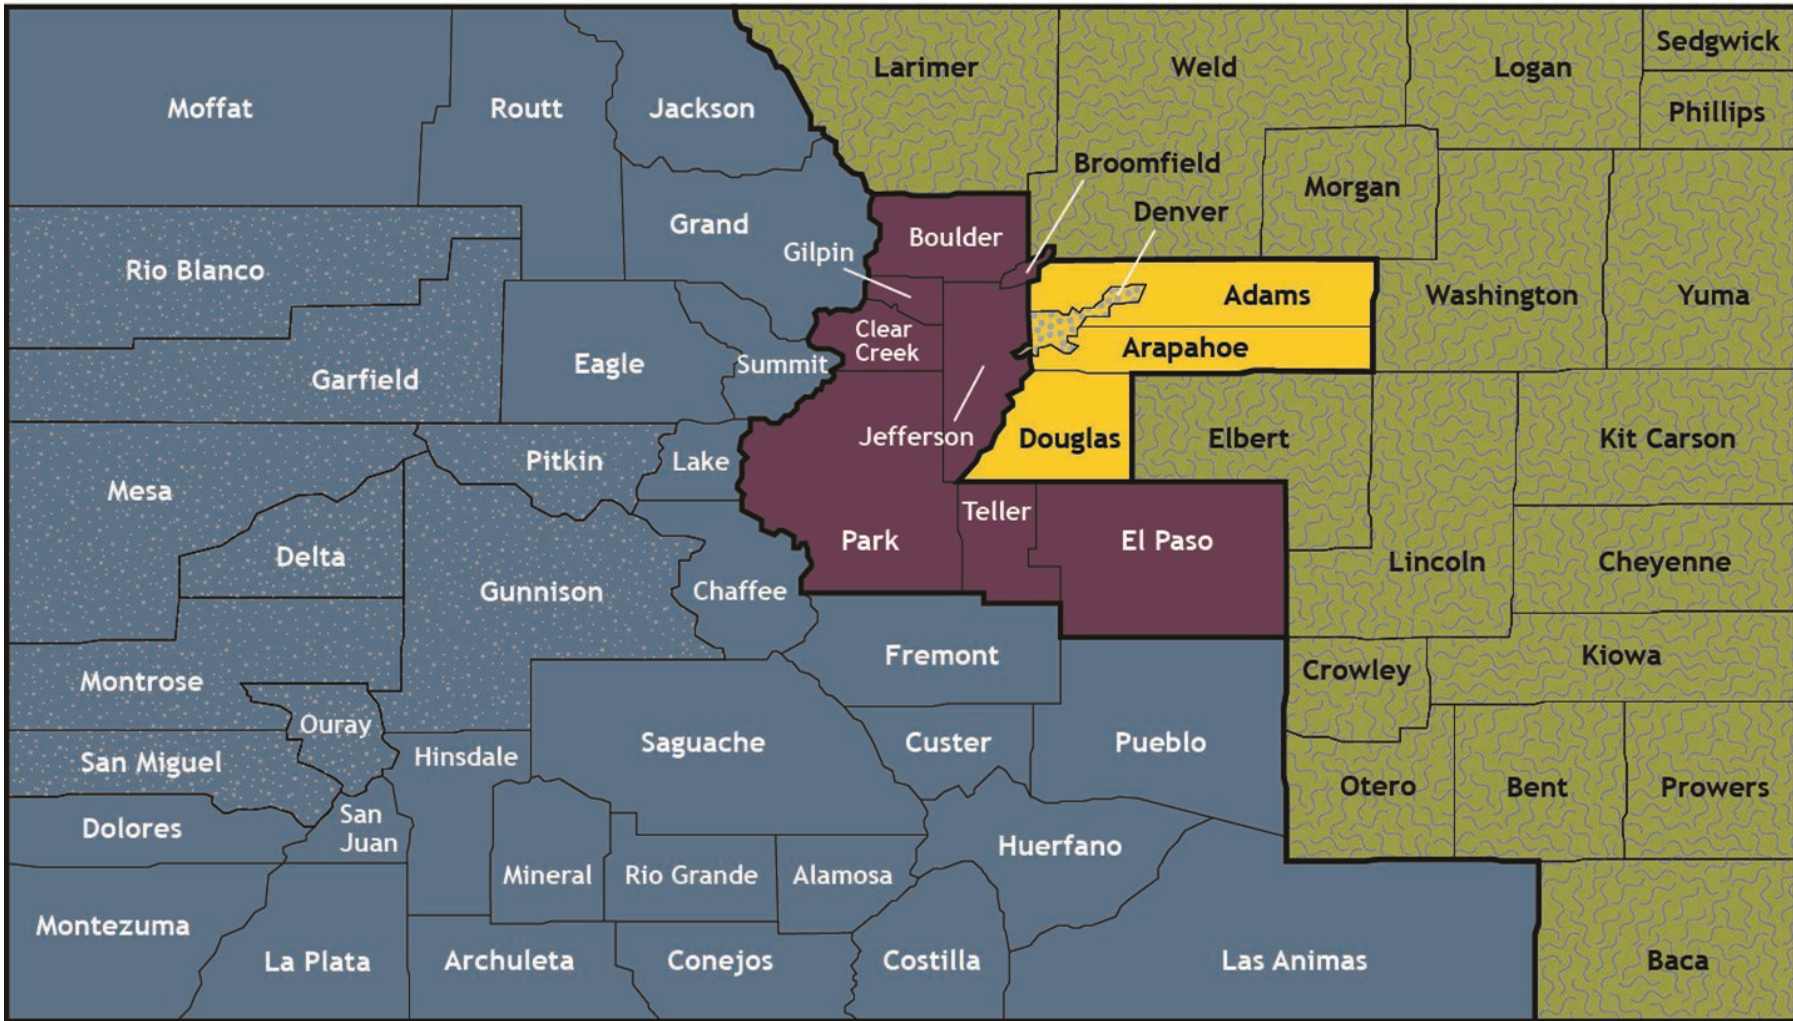 Sedgwick
Larimer
Weld
Logan
Moffat
Routt
Jackson
Phillips
Broomfield
Morgan
Denver
Grand
Boulder
Gilpin
Rio Blanco
Adams
Washington
Yuma
Clear
Creek
Arapahoe
Eagle
Summit
Garfield
Jefferson
Douglas
Elbert
Kit Carson
Pitkin
Lake
Mesa
Teller
Park
El Paso
Delta
Lincoln
Cheyenne
Gunnison
Chaffee
Fremont
Kiowa
Crowley
Montrose
Ouray
Saguache
Custer
Pueblo
San Miguel
Hinsdale
Otero
Bent
Prowers
San
Juan
Dolores
Huerfano
Mineral
Rio Grande
Alamosa
Montezuma
La Plata
Archuleta
Conejos
Costilla
Las Animas
Baca